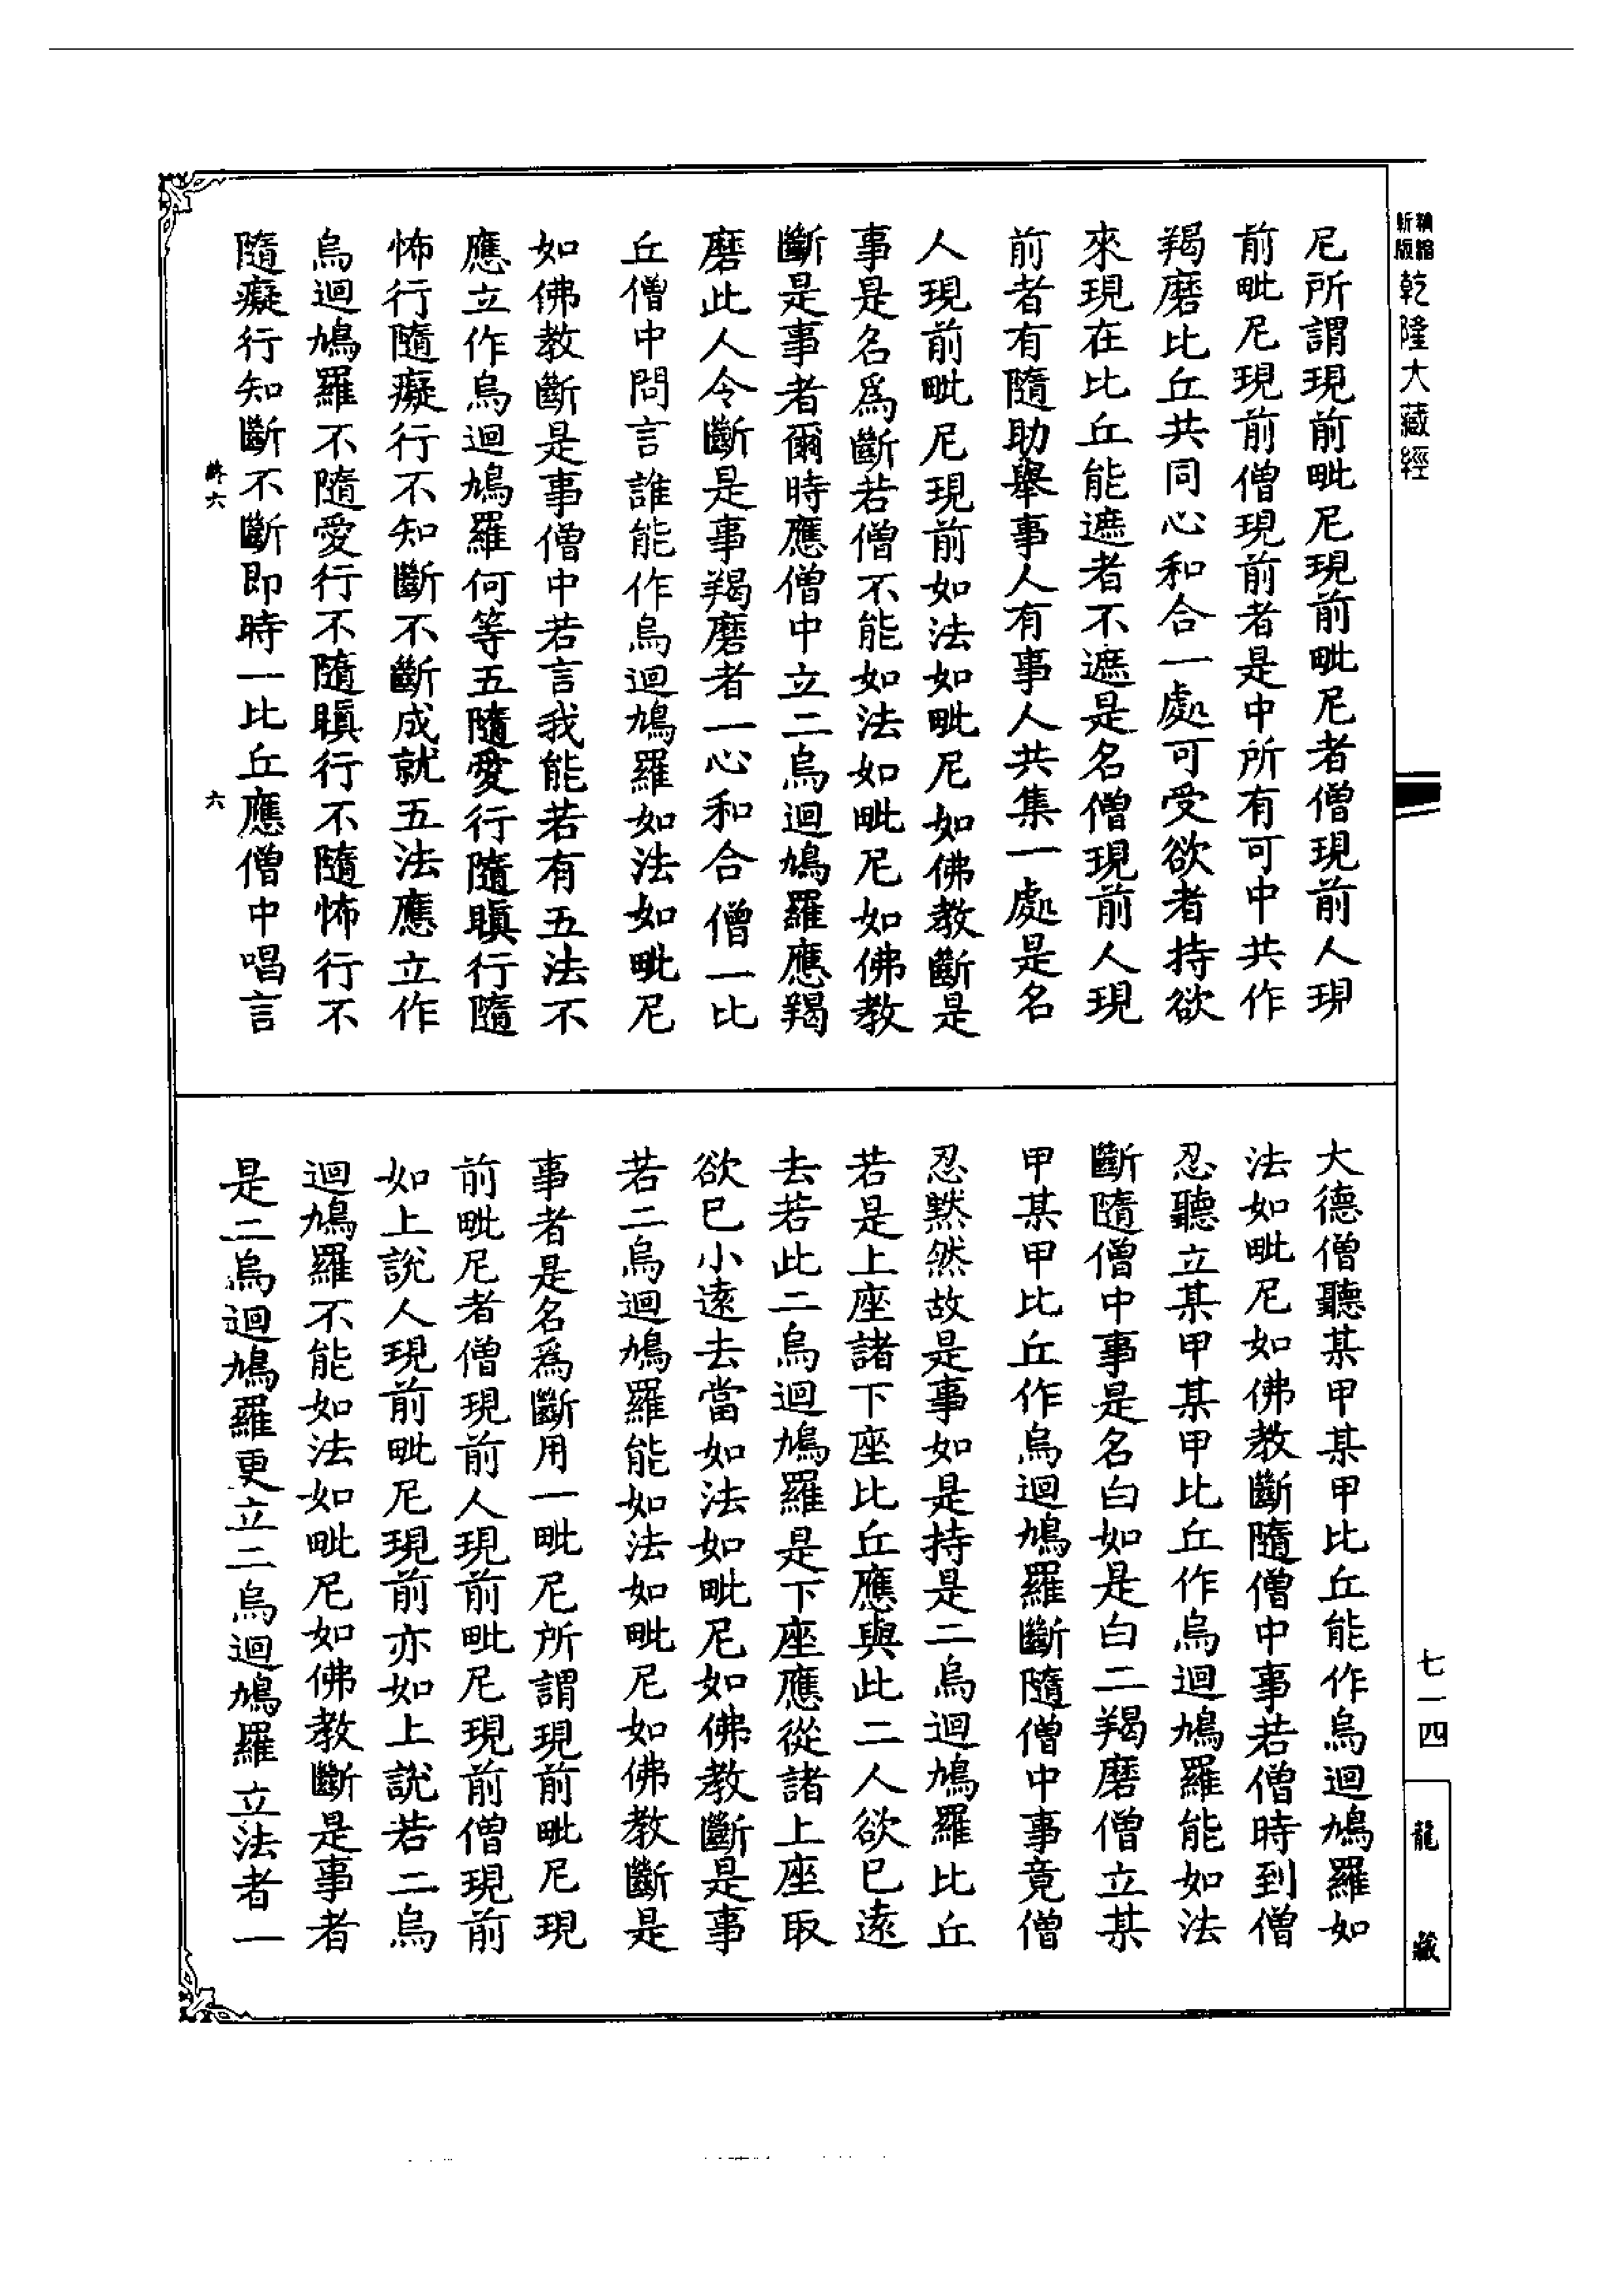 新版精縮
乾隆大藏經
尼所謂現前毗尼現前毗尼者僧現前人現
前毗尼現前僧現前者是中所有可中共作
羯磨比丘共同心和合一處可受欲者持欲
來現在比丘能遮者不遮是名僧現前人現
前者有隨助舉事人有事人共集一處是名
人現前毗尼現前如法如毗尼如佛教斷是
事是名爲斷若僧不能如法如毗尼如佛教
斷是事者爾時應僧中立二烏迴鳩羅應羯
磨此人令斷是事羯磨者一心和合僧一比
丘僧中問言誰能作烏迴鳩羅如法如毗尼
如佛教斷是事僧中若言我能若有五法不
應立作烏迴鳩羅何等五隨愛行隨瞋行隨
怖行隨癡行不知斷不斷成就五法應立作
烏迴鳩羅不隨愛行不隨瞋行不隨怖行不
隨癡行知斷不斷即時一比丘應僧中唱言
六
六
大德僧聽某甲某甲比丘能作烏迴鳩羅如
法如毗尼如佛教斷隨僧中事若僧時到僧
忍聽立某甲某甲比丘作烏迴鳩羅能如法
斷隨僧中事是名白如是白二羯磨僧立某
甲某甲比丘作烏迴鳩羅斷隨僧中事竟僧
忍默然故是事如是持是二烏迴鳩羅比丘
若是上座諸下座比丘應與此二人欲已遠
去若此二烏迴鳩羅是下座應從諸上座取
欲已小遠去當如法如毗尼如佛教斷是事
若二烏迴鳩羅能如法如毗尼如佛教斷是
事者是名爲斷用一毗尼所謂現前毗尼現
前毗尼者僧現前人現前毗尼現前僧現前
如上說人現前毗尼現前亦如上說若二烏
迴鳩羅不能如法如毗尼如佛教斷是事者
是二烏迴鳩羅更立二烏迴鳩羅立法者一
七一四
龍藏